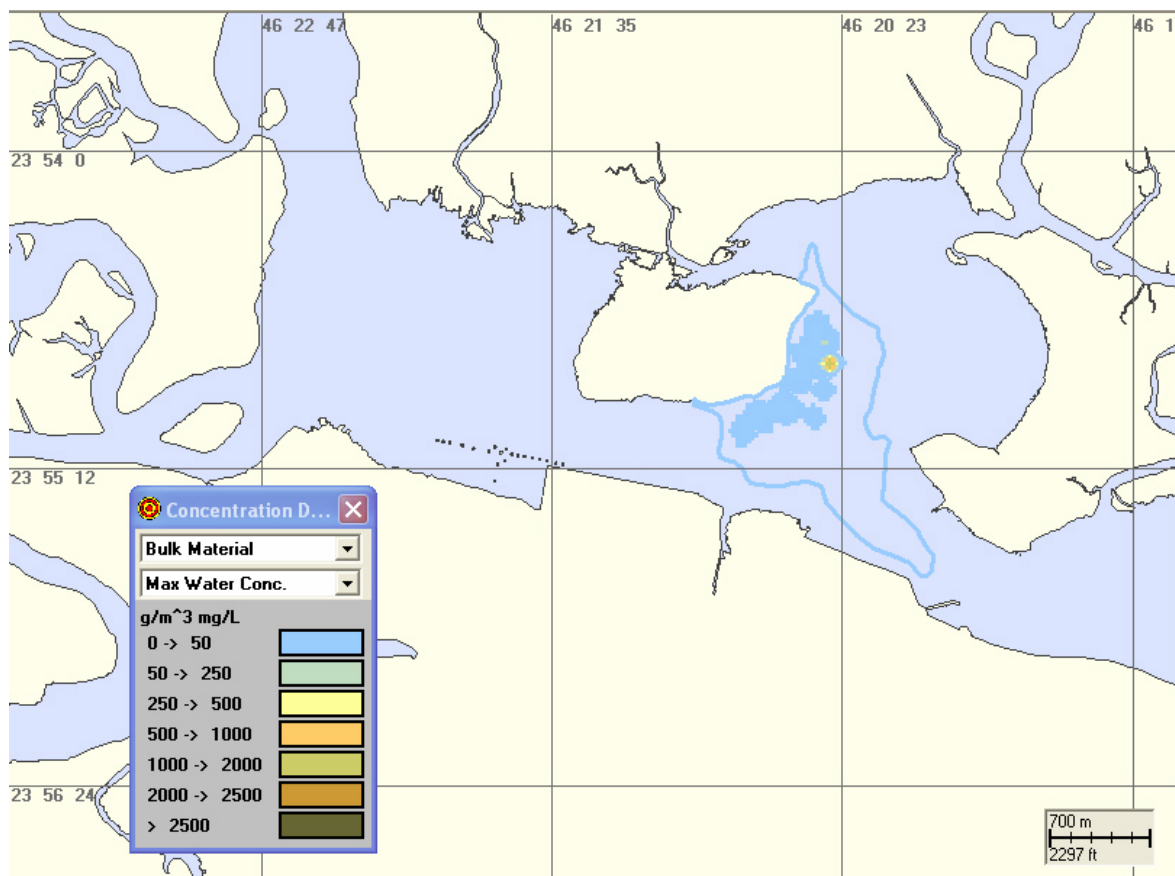 46 22 47
46 21 35
46 20 23
46 1
23 54 0
23 55 12
Concentration D...
Bulk Material
Max Water Conc.
g/m^3 mg/L
0 -> 50
50 -> 250
250 -> 500
500 -> 1000
1000 -> 2000
2000 -> 2500
> 2500
23 56 24
700 m
2297 ft